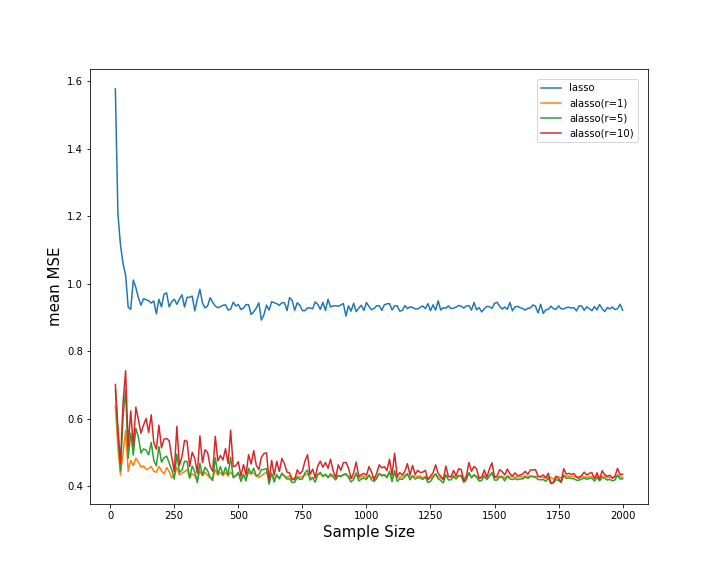 lasso
alasso(r=1)
alasso(r=5)
alasso(r=10)
mean MSE
1.6
1.4
1.2
1.0
0.8
0.6
0.4
0 250 500 750 1000 1250 1500 1750 2000
Sample Size